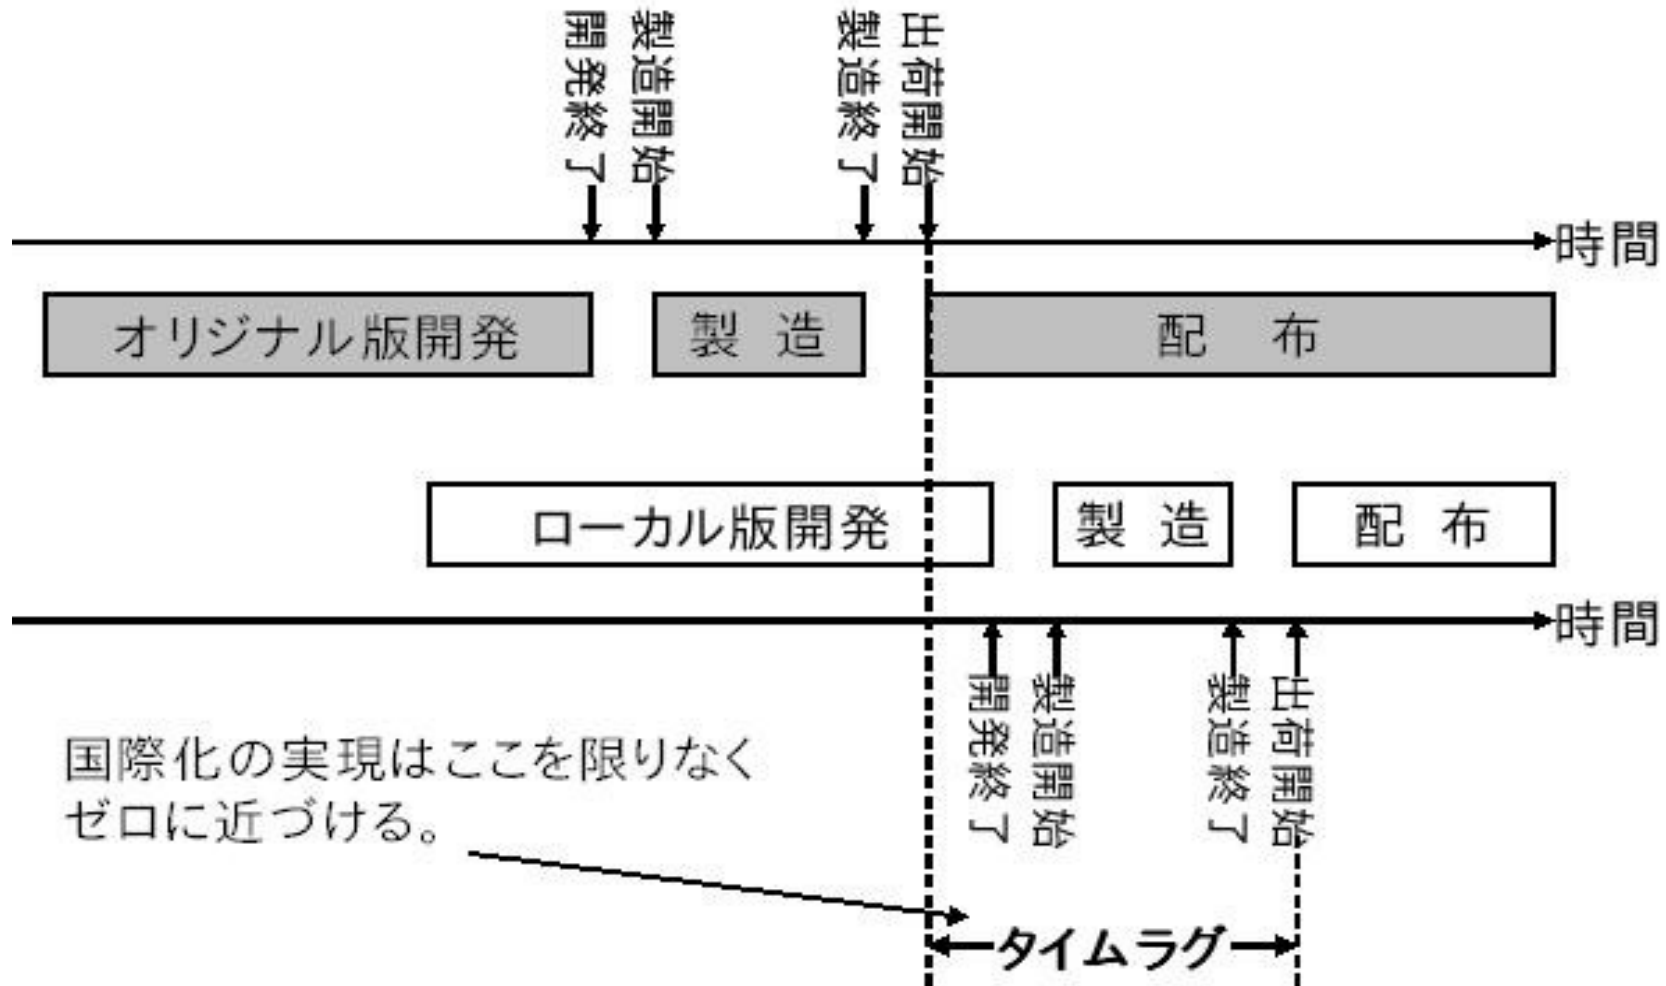 開発終了
製造開始
製造終了
出荷開始
時間
オリジナル版開発
製 造
配 布
ローカル版開発
製 造
配 布
時間
開発終了
製造開始
製造終了
出荷開始
国際化の実現はここを限りなく
ゼロに近づける。
タイムラグ